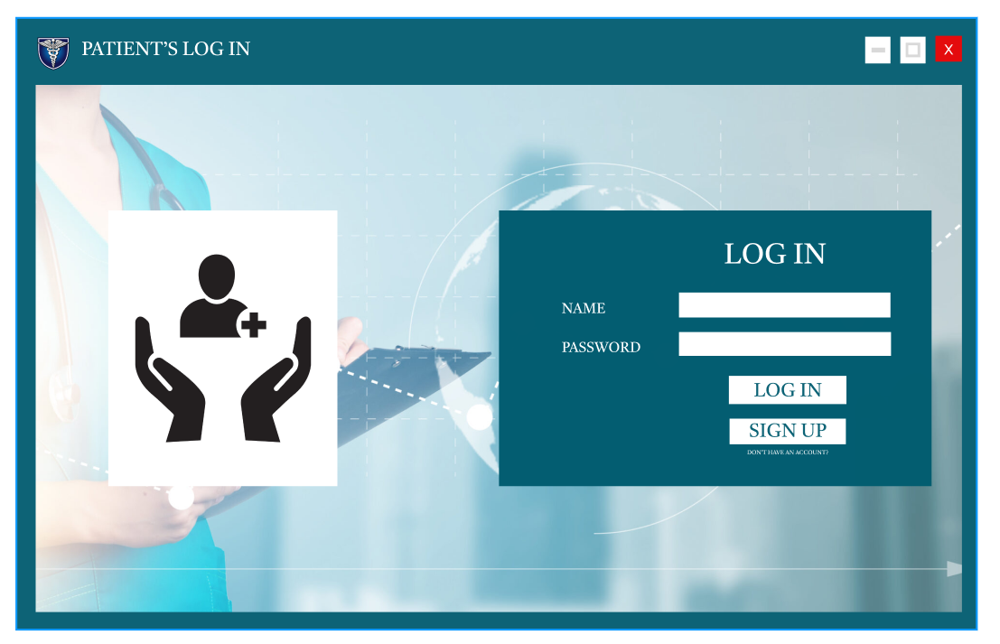 PATIENT’S LOG IN
X
LOG IN
NAME
PASSWORD
LOG IN
SIGN UP
DON'T HAVE AN ACCOUNT?